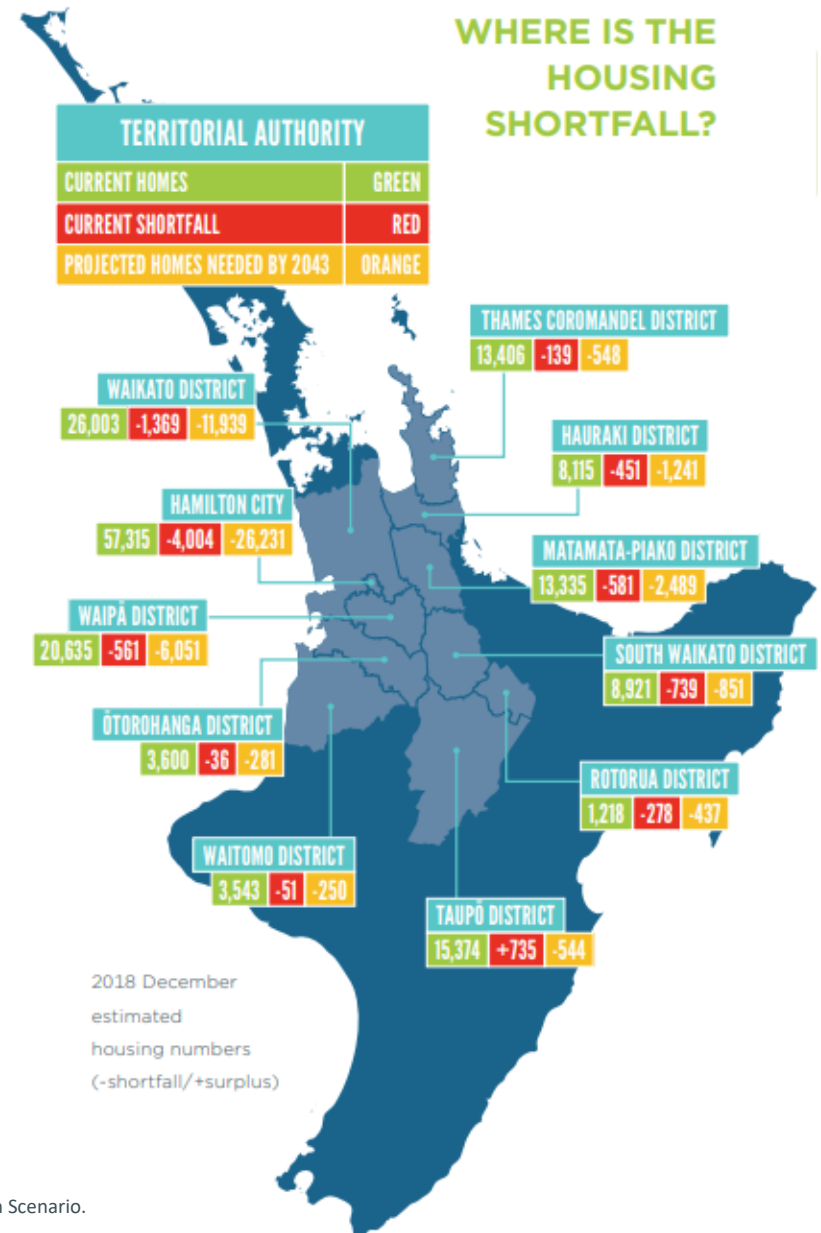 WHERE IS THE
HOUSING
SHORTFALL?
TERRITORIAL AUTHORITY
CURRENT HOMES GREEN
CURRENT SHORTFALL RED
PROJECTED HOMES NEEDED BY 2043 ORANGE
THAMES COROMANDEL DISTRICT
13,406 -139 -548
WAIKATO DISTRICT
26,003 -1,369 -11,939
HAURAKI DISTRICT
8,115 -451 -1,241
HAMILTON CITY
57,315 -4,004 -26,231
MATAMATA-PIAKO DISTRICT
13,335 -581 -2,489
WAIPĀ DISTRICT
20,635 -561 -6,051
SOUTH WAIKATO DISTRICT
8,921 -739 -851
ŌTOROHANGA DISTRICT
3,600 -36 -281
ROTORUA DISTRICT
1,218 -278 -437
WAITOMO DISTRICT
3,543 -51 -250
TAUPŌ DISTRICT
15,374 +735 -544
2018 December
estimated
housing numbers
(-shortfall/+surplus)
Scenario.